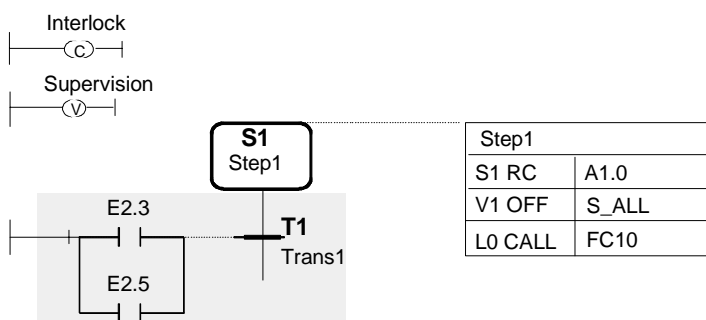 Interlock
C
Supervision
V
S1
Step1
Step1
S1 RC A1.0
V1 OFF S_ALL
L0 CALL FC10
E2.3
T1
Trans1
E2.5